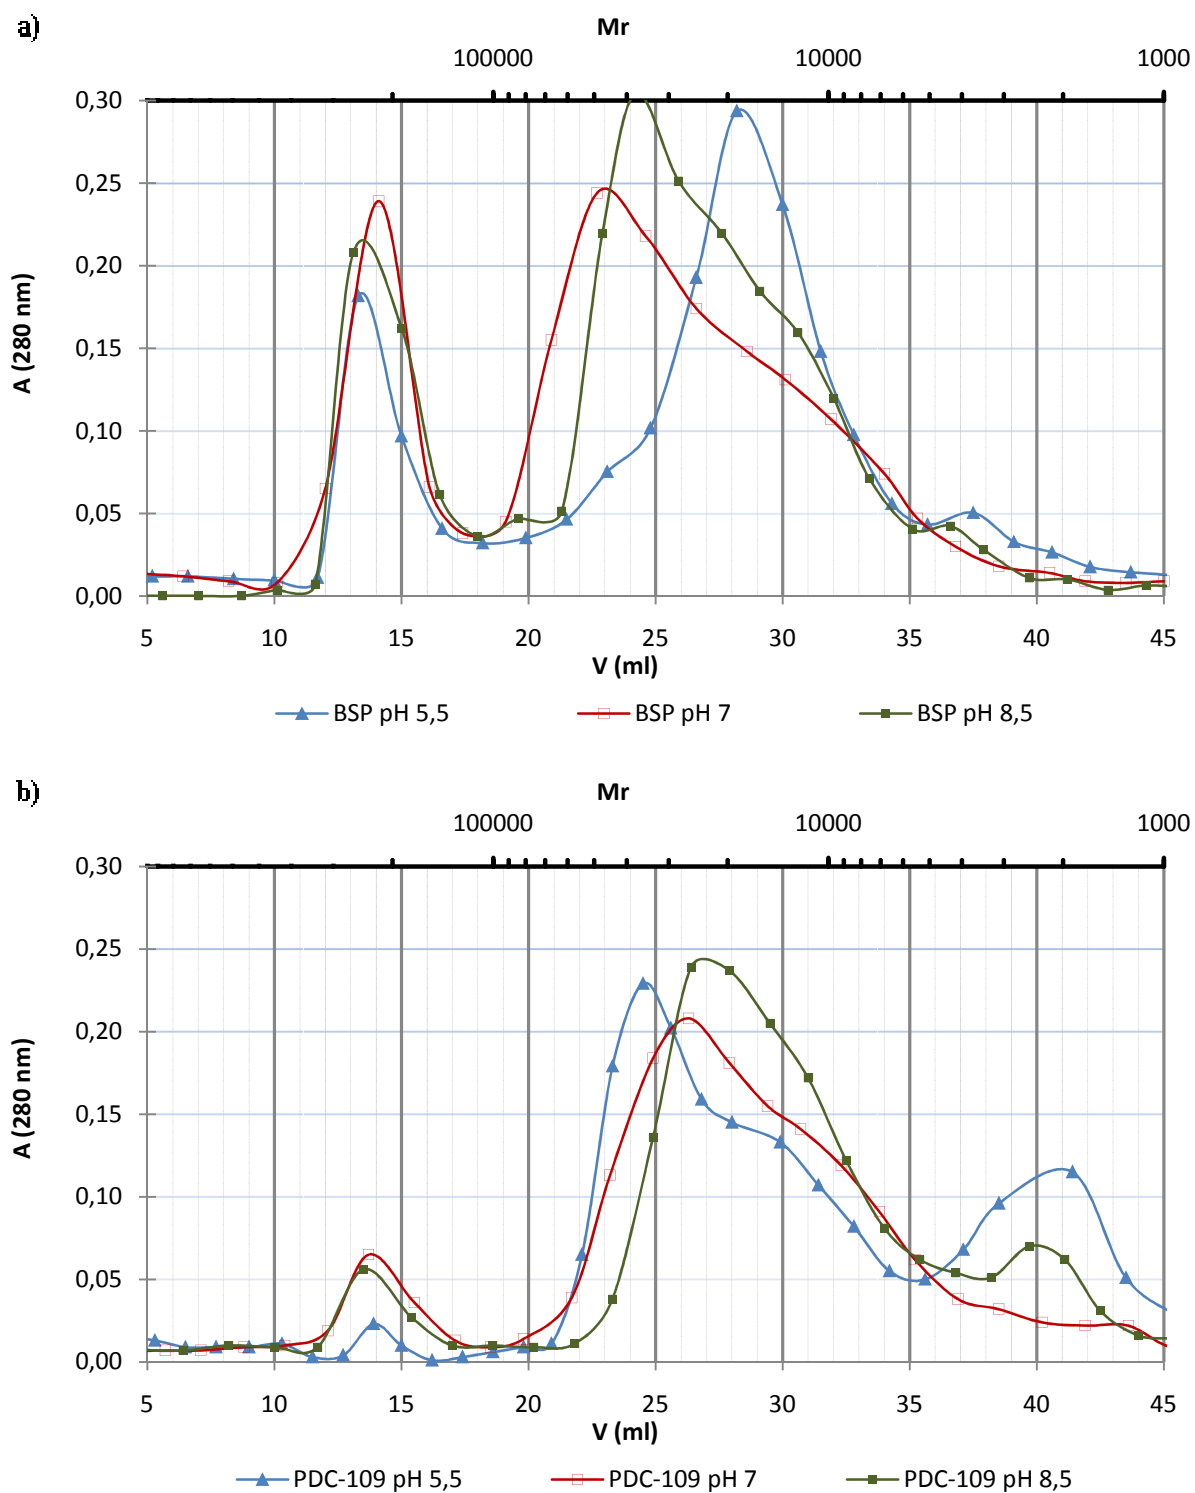 a)
Mr
100000 10000 1000
0,30
0,25
0,20
0,15
0,10
0,05
0,00
A (280 nm)
5 10 15 20 25 30 35 40 45
V (ml)
BSP pH 5,5 BSP pH 7 BSP pH 8,5
b)
Mr
100000 10000 1000
0,30
0,25
0,20
0,15
0,10
0,05
0,00
A (280 nm)
5 10 15 20 25 30 35 40 45
V (ml)
PDC-109 pH 5,5 PDC-109 pH 7 PDC-109 pH 8,5